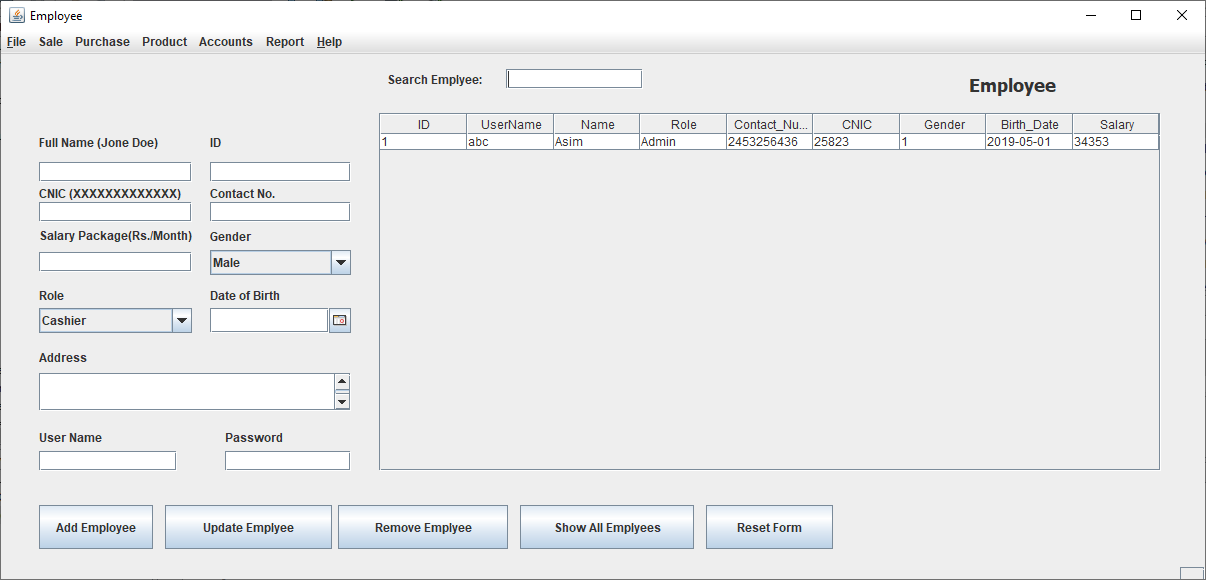 Employee
File Sale Purchase Product Accounts Report Help
Search Emplyee:
Employee
ID UserName Name Role Contact_Nu... CNIC Gender Birth_Date Salary
1 abc Asim Admin 2453256436 25823 1 2019-05-01 34353
Full Name (Jone Doe) ID
CNIC (XXXXXXXXXXXXX) Contact No.
Salary Package(Rs./Month) Gender
Male
Role Date of Birth
Cashier
Address
User Name Password
Add Employee Update Emplyee Remove Emplyee Show All Emplyees Reset Form